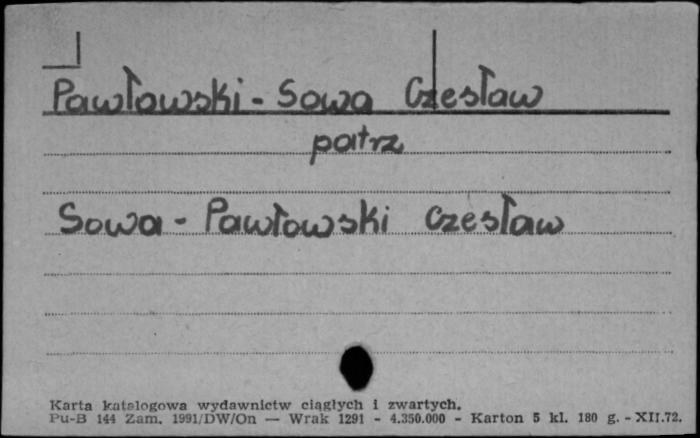 Pawłowski - Sowa Czesław
patrz
Sowa - Pawłowski Czesław
Karta katalogowa wydawnictw ciągłych i zwartych.
Pu-B 144 Zam. 1991/DW/On — Wrak 1291 - 4.350.000 - Karton 5 kl. 180 g. - XII.72.